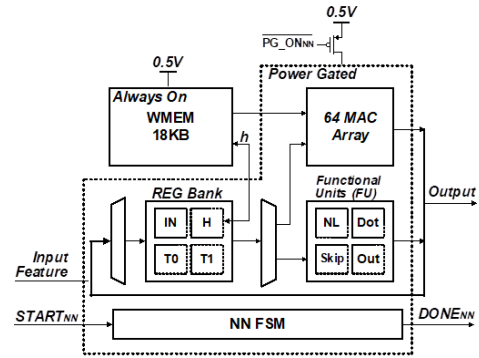 0.5V
PG_ONNN
0.5V
Power Gated
Always On
WMEM
18KB
64 MAC
Array
h
REG Bank
Functional
Units (FU)
IN
H
NL
Dot
Output
T0
T1
Skip
Out
Input
Feature
STARTNN
NN FSM
DONENN